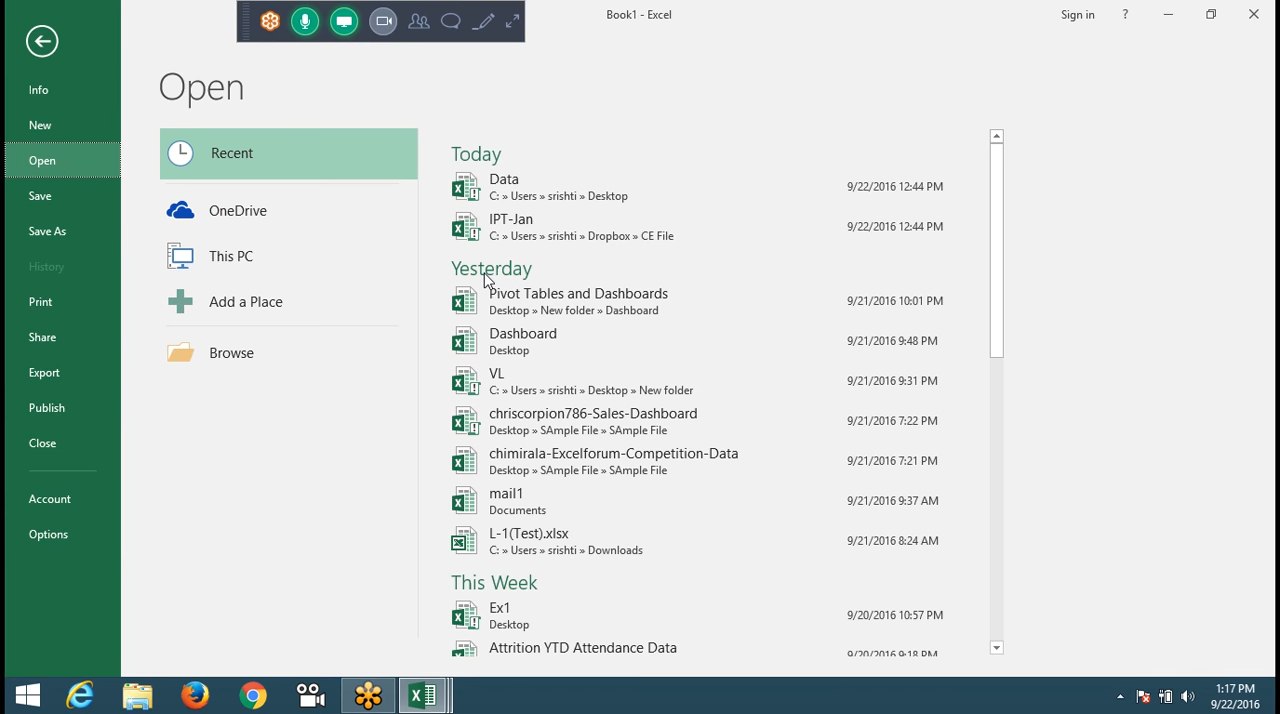 Book1 - Excel
Sign in
?
Open
Info
New
Open
Save
Save As
History
Print
Share
Export
Publish
Close
Account
Options
Recent
OneDrive
This PC
Add a Place
Browse
Today
Data
C: » Users » srishti » Desktop
9/22/2016 12:44 PM
IPT-Jan
C: » Users » srishti » Dropbox » CE File
9/22/2016 12:44 PM
Yesterday
Pivot Tables and Dashboards
Desktop » New folder » Dashboard
9/21/2016 10:01 PM
Dashboard
Desktop
9/21/2016 9:48 PM
VL
C: » Users » srishti » Desktop » New folder
9/21/2016 9:31 PM
chriscorpion786-Sales-Dashboard
Desktop » SAmple File » SAmple File
9/21/2016 7:22 PM
chimirala-Excelforum-Competition-Data
Desktop » SAmple File » SAmple File
9/21/2016 7:21 PM
mail1
Documents
9/21/2016 9:37 AM
L-1(Test).xlsx
C: » Users » srishti » Downloads
9/21/2016 8:24 AM
This Week
Ex1
Desktop
9/20/2016 10:57 PM
Attrition YTD Attendance Data
9/20/2016 9:18 PM
1:17 PM
9/22/2016